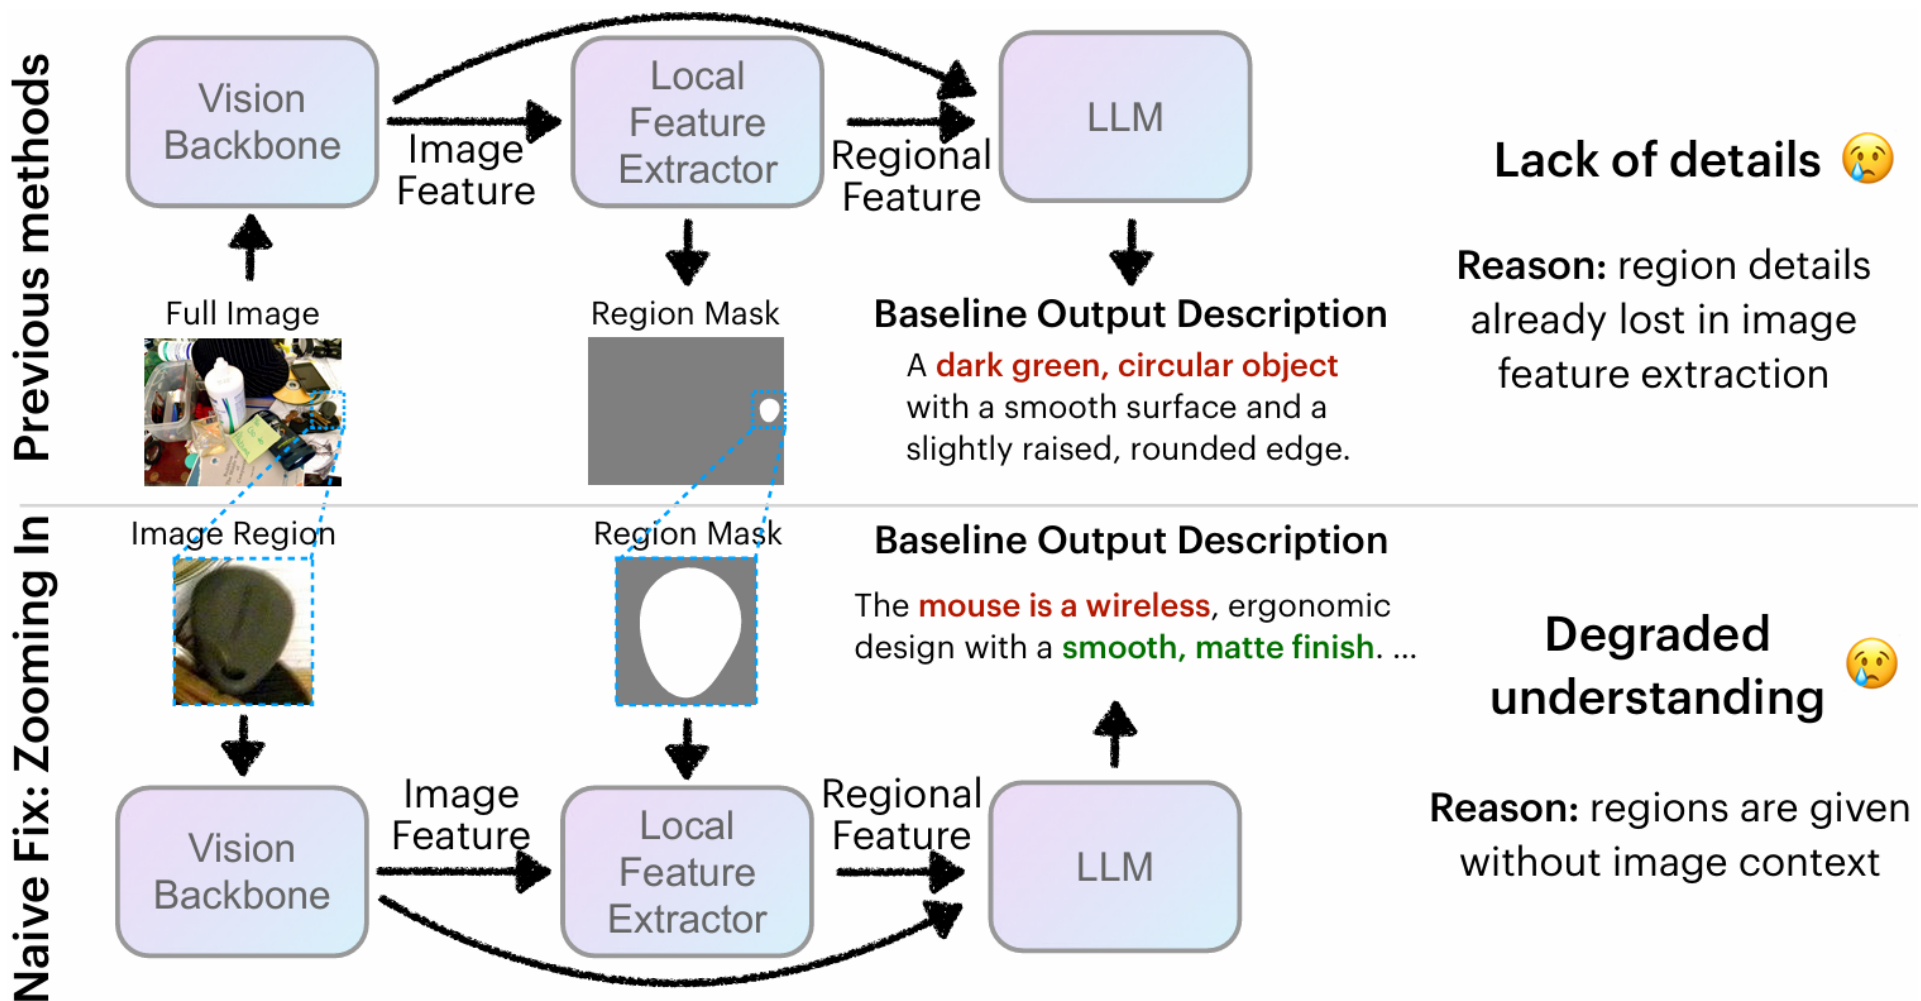 Previous methods
Vision
Backbone
Image
Feature
Local
Feature
Extractor
Regional
Feature
LLM
Full Image
Region Mask
Baseline Output Description
A dark green, circular object
with a smooth surface and a
slightly raised, rounded edge.
Lack of details
Reason: region details
already lost in image
feature extraction
Naive Fix: Zooming In
Image Region
Region Mask
Baseline Output Description
The mouse is a wireless, ergonomic
design with a smooth, matte finish. ...
Vision
Backbone
Image
Feature
Local
Feature
Extractor
Regional
Feature
LLM
Degraded
understanding
Reason: regions are given
without image context